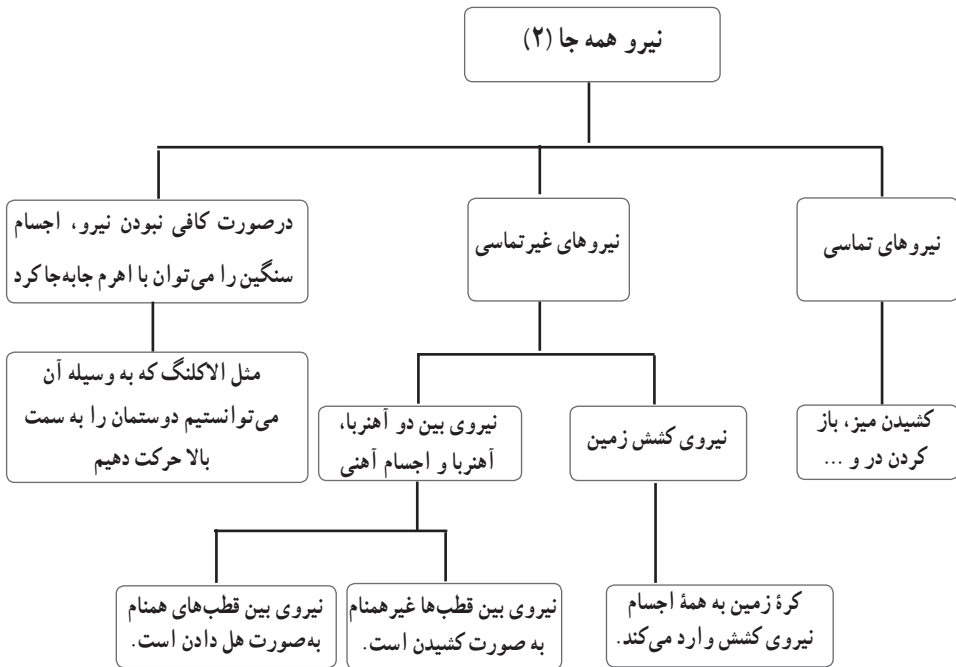 نیرو همه جا (۲)
نیروهای تماسی
نیروهای غیرتماسی
درصورت کافی نبودن نیرو، اجسام
سنگین را می‌توان با اهرم جابه‌جا کرد
کشیدن میز، باز
کردن در و ...
نیروی کشش زمین
نیروی بین دو آهنربا،
آهنربا و اجسام آهنی
مثل الاکلنگ که به وسیله آن
می‌توانستیم دوستمان را به سمت
بالا حرکت دهیم
کرهٔ زمین به همهٔ اجسام
نیروی کشش وارد می‌کند.
نیروی بین قطب‌ها غیرهمنام
به صورت کشیدن است.
نیروی بین قطب‌های همنام
به‌صورت هل دادن است.